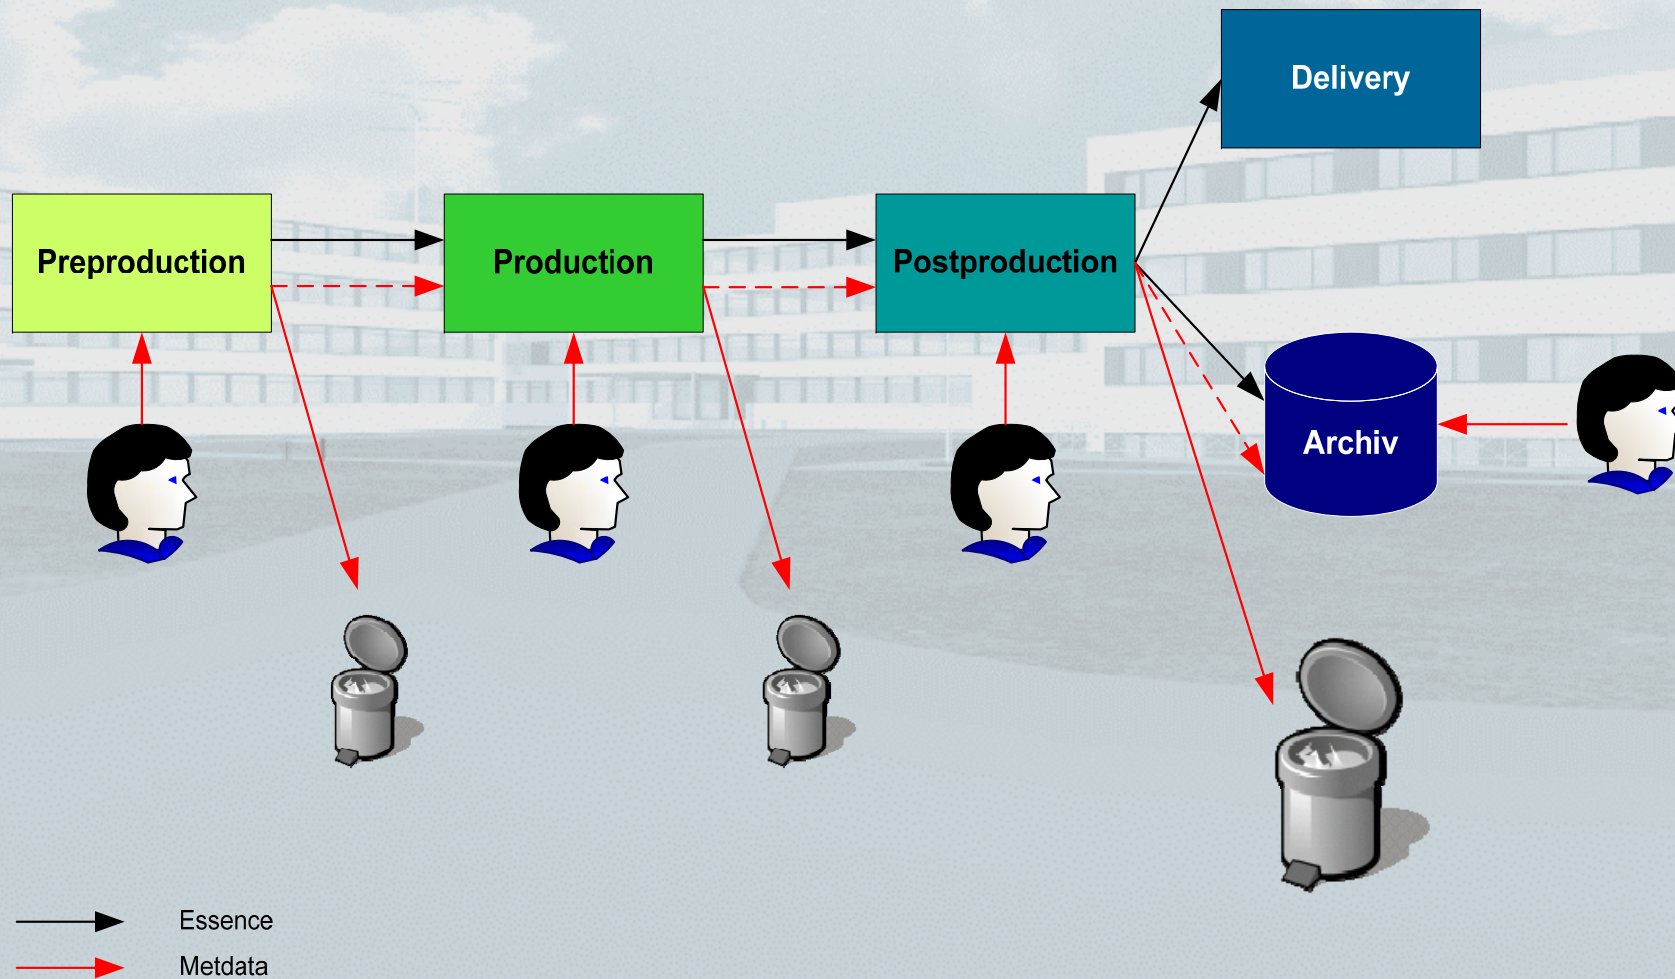 Delivery
Preproduction
Production
Postproduction
Archiv
Essence
Metdata